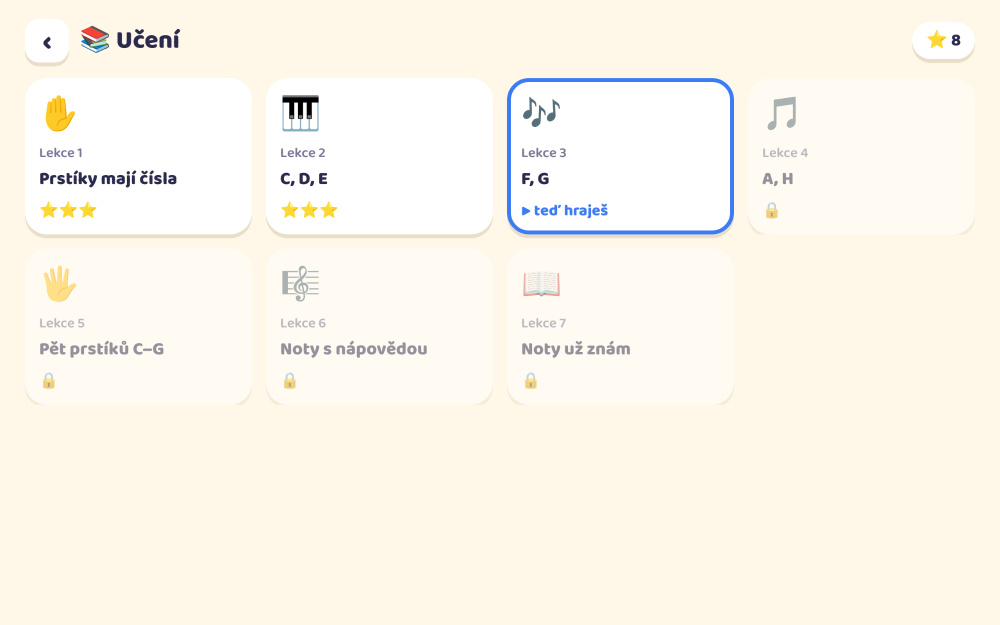 Učení
8
Lekce 1
Prstíky mají čísla
Lekce 2
C, D, E
Lekce 3
F, G
▶ teď hraješ
Lekce 4
A, H
Lekce 5
Pět prstíků C–G
Lekce 6
Noty s nápovědou
Lekce 7
Noty už znám